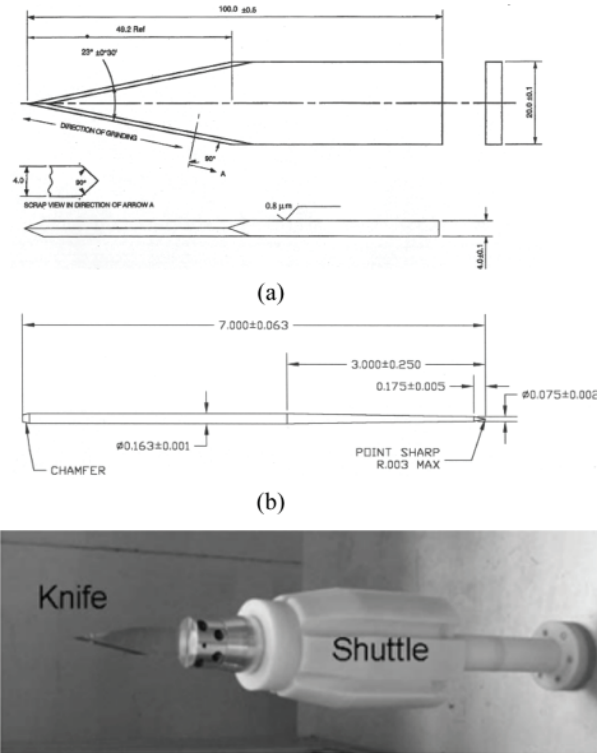 100.0 ±0.5
49.2 Ref
23° ±0°30'
DIRECTION OF GRINDING
90°
A
20.0 ±0.1
4.0
90°
SCRAP VIEW IN DIRECTION OF ARROW A
0.8 µm
4.0±0.1
(a)
7.000±0.063
3.000±0.250
0.175±0.005
Ø0.075±0.002
Ø0.163±0.001
POINT SHARP
R.003 MAX
CHAMFER
(b)
Knife
Shuttle